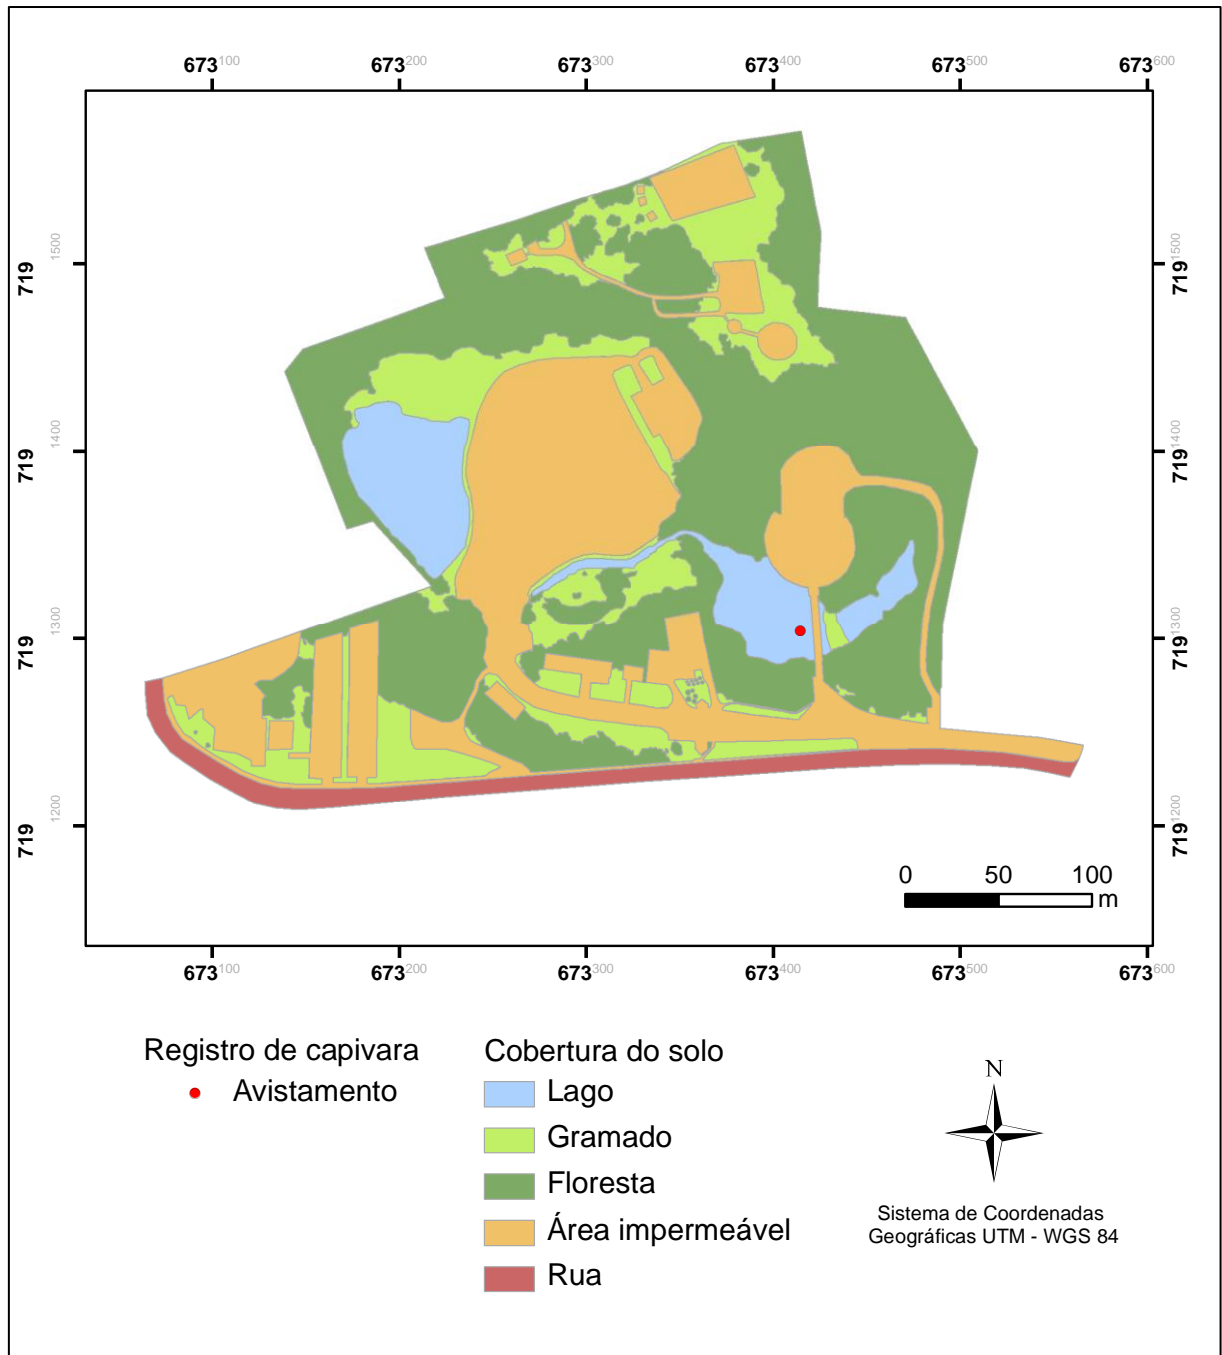 673100 673200 673300 673400 673500 673600
7191500 7191500
7191400 7191400
7191300 7191300
7191200 7191200
0 50 100
m
673100 673200 673300 673400 673500 673600
Registro de capivara
Avistamento
Cobertura do solo
Lago
Gramado
Floresta
Área impermeável
Rua
N
Sistema de Coordenadas
Geográficas UTM - WGS 84